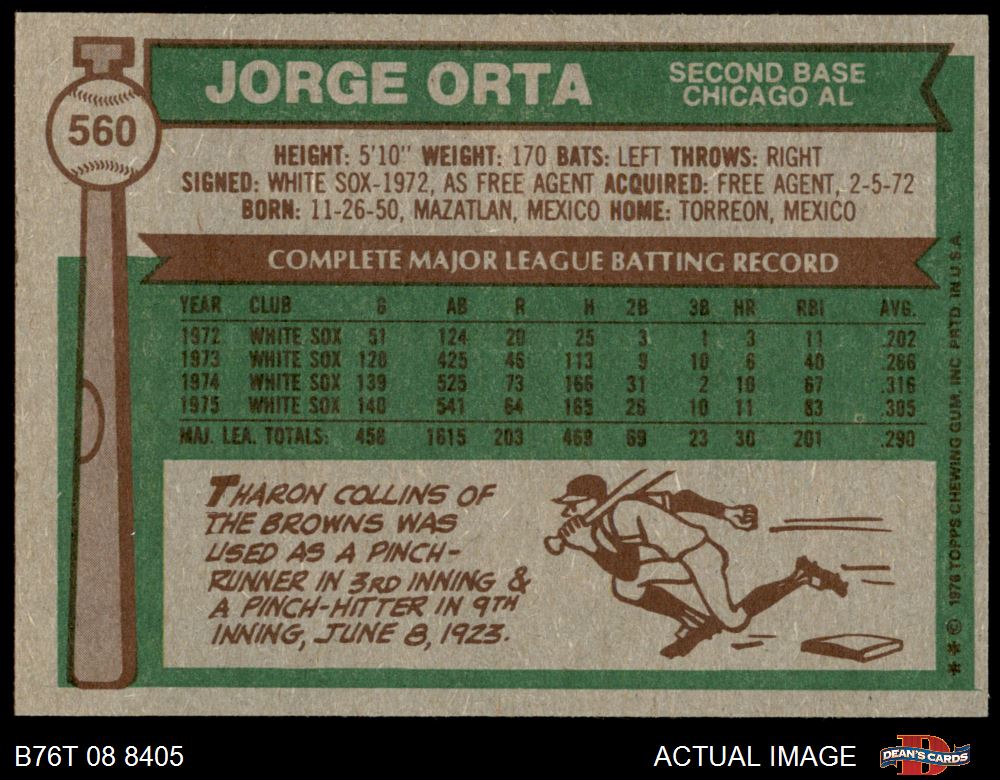 560
JORGE ORTA
SECOND BASE
CHICAGO AL
HEIGHT: 5'10" WEIGHT: 170 BATS: LEFT THROWS: RIGHT
SIGNED: WHITE SOX-1972, AS FREE AGENT ACQUIRED: FREE AGENT, 2-5-72
BORN: 11-26-50, MAZATLAN, MEXICO HOME: TORREON, MEXICO
COMPLETE MAJOR LEAGUE BATTING RECORD
YEAR CLUB G AB R H 2B 3B HR RBI AVG.
1972 WHITE SOX 51 124 20 25 3 1 3 11 .202
1973 WHITE SOX 128 425 46 113 9 10 6 40 .266
1974 WHITE SOX 139 525 73 166 31 2 10 67 .316
1975 WHITE SOX 140 541 64 165 26 10 11 83 .305
MAJ. LEA. TOTALS: 458 1615 203 469 69 23 30 201 .290
THARON COLLINS OF
THE BROWNS WAS
USED AS A PINCH-
RUNNER IN 3RD INNING &
A PINCH-HITTER IN 9TH
INNING, JUNE 8, 1923.
** © 1976 TOPPS CHEWING GUM, INC. PRTD. IN U.S.A.
B76T 08 8405
ACTUAL IMAGE
D
DEAN'S CARDS